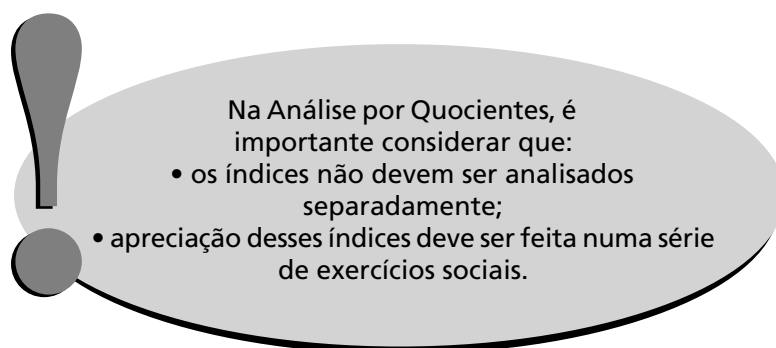 Na Análise por Quocientes, é
importante considerar que:
• os índices não devem ser analisados
separadamente;
• apreciação desses índices deve ser feita numa série
de exercícios sociais.